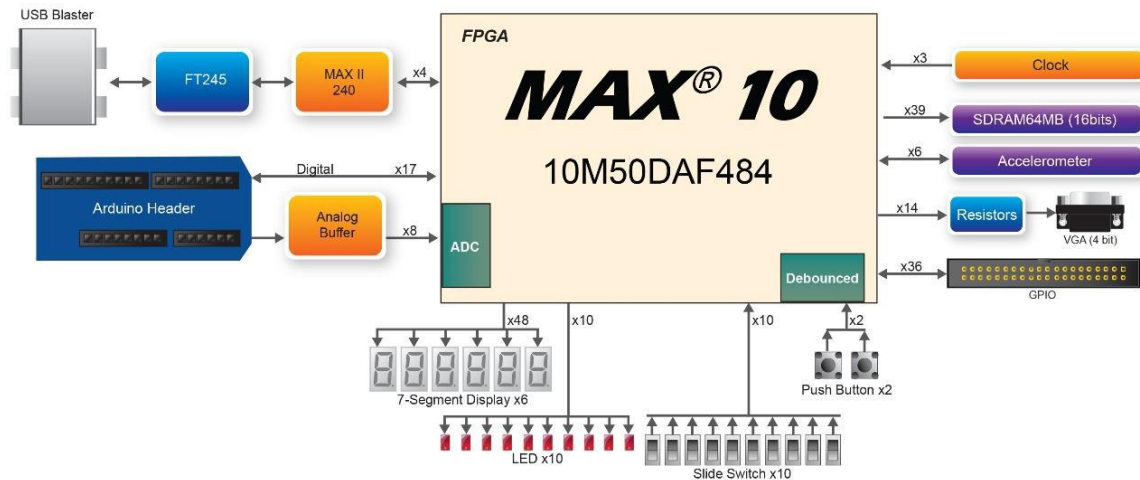 USB Blaster
FT245
MAX II
240
x4
FPGA
MAX® 10
10M50DAF484
x3
Clock
x39
SDRAM64MB (16bits)
x6
Accelerometer
x14
Resistors
VGA (4 bit)
x36
GPIO
Digital
x17
Arduino Header
Analog
Buffer
x8
ADC
Debounced
x48
x10
x10
x2
7-Segment Display x6
Push Button x2
LED x10
Slide Switch x10